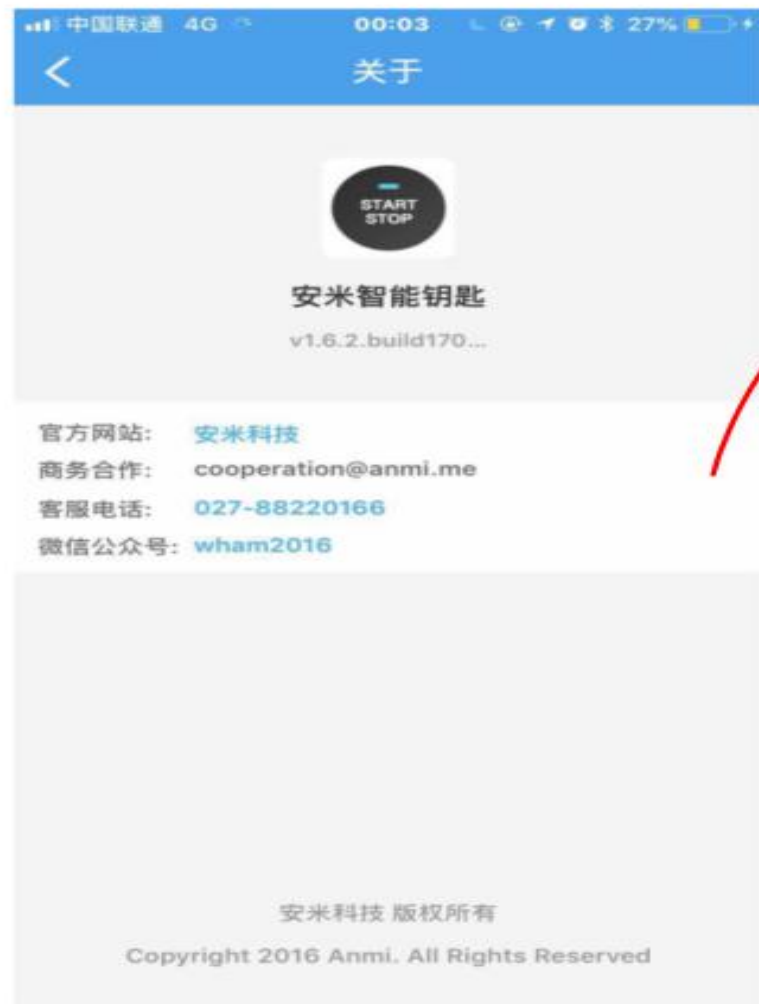 中国联通 4G 00:03 27%
关于
START
STOP
安米智能钥匙
v1.6.2.build170...
官方网站: 安米科技
商务合作: cooperation@anmi.me
客服电话: 027-88220166
微信公众号: wham2016
安米科技 版权所有
Copyright 2016 Anmi. All Rights Reserved